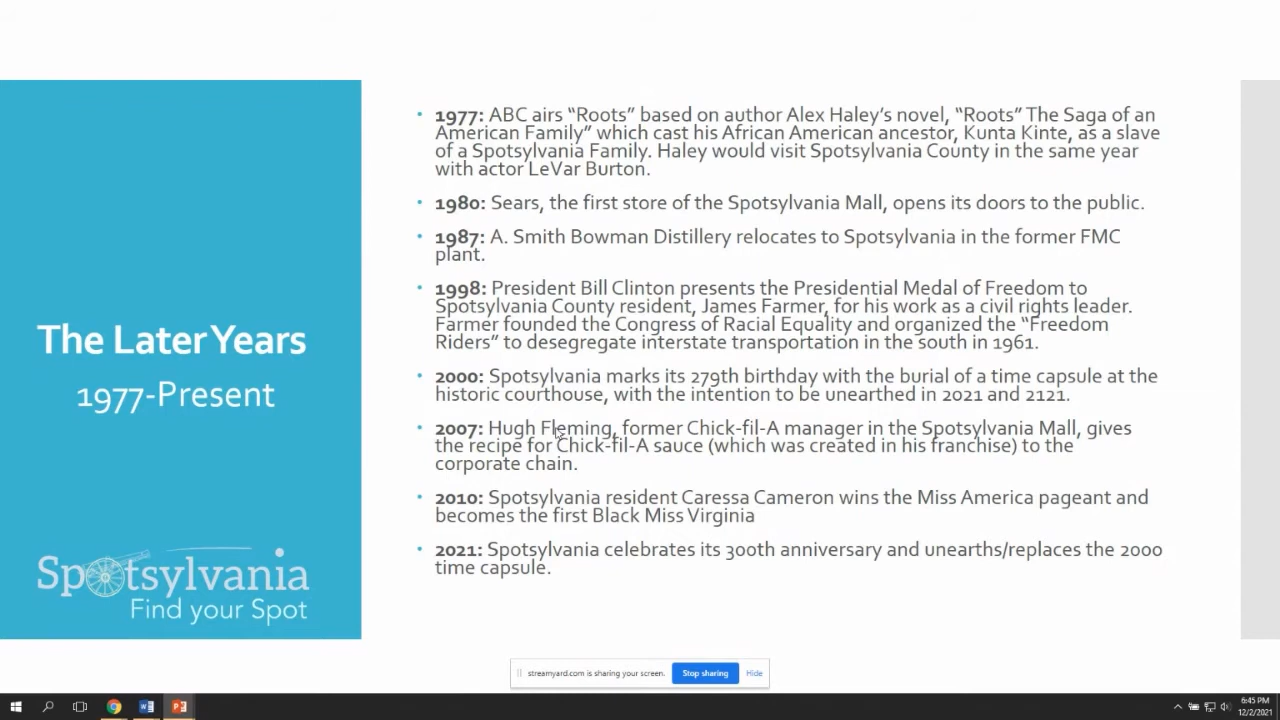 The Later Years
1977-Present
Spotsylvania
Find your Spot
• 1977: ABC airs “Roots” based on author Alex Haley’s novel, “Roots” The Saga of an
American Family” which cast his African American ancestor, Kunta Kinte, as a slave
of a Spotsylvania Family. Haley would visit Spotsylvania County in the same year
with actor LeVar Burton.
• 1980: Sears, the first store of the Spotsylvania Mall, opens its doors to the public.
• 1987: A. Smith Bowman Distillery relocates to Spotsylvania in the former FMC
plant.
• 1998: President Bill Clinton presents the Presidential Medal of Freedom to
Spotsylvania County resident, James Farmer, for his work as a civil rights leader.
Farmer founded the Congress of Racial Equality and organized the “Freedom
Riders” to desegregate interstate transportation in the south in 1961.
• 2000: Spotsylvania marks its 279th birthday with the burial of a time capsule at the
historic courthouse, with the intention to be unearthed in 2021 and 2121.
• 2007: Hugh Fleming, former Chick-fil-A manager in the Spotsylvania Mall, gives
the recipe for Chick-fil-A sauce (which was created in his franchise) to the
corporate chain.
• 2010: Spotsylvania resident Caressa Cameron wins the Miss America pageant and
becomes the first Black Miss Virginia
• 2021: Spotsylvania celebrates its 300th anniversary and unearths/replaces the 2000
time capsule.
streamyard.com is sharing your screen. Stop sharing Hide
6:45 PM
12/2/2021